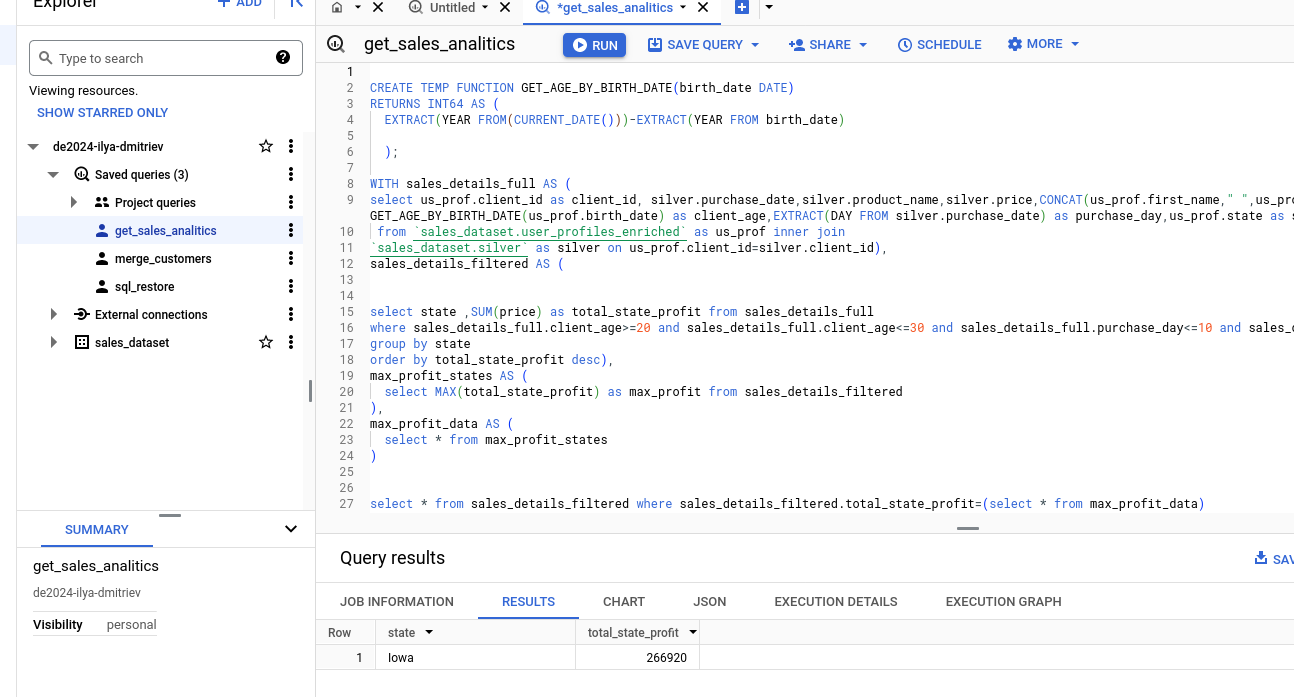 Explorer
+ ADD
Untitled
*get_sales_analitics
Type to search
Viewing resources.
SHOW STARRED ONLY
de2024-ilya-dmitriev
Saved queries (3)
Project queries
get_sales_analitics
merge_customers
sql_restore
External connections
sales_dataset
SUMMARY
get_sales_analitics
de2024-ilya-dmitriev
Visibility personal
get_sales_analitics
RUN
SAVE QUERY
SHARE
SCHEDULE
MORE
1
2 CREATE TEMP FUNCTION GET_AGE_BY_BIRTH_DATE(birth_date DATE)
3 RETURNS INT64 AS (
4 EXTRACT(YEAR FROM(CURRENT_DATE()))-EXTRACT(YEAR FROM birth_date)
5
6 );
7
8 WITH sales_details_full AS (
9 select us_prof.client_id as client_id, silver.purchase_date,silver.product_name,silver.price,CONCAT(us_prof.first_name," ",us_pro
GET_AGE_BY_BIRTH_DATE(us_prof.birth_date) as client_age,EXTRACT(DAY FROM silver.purchase_date) as purchase_day,us_prof.state as s
10 from `sales_dataset.user_profiles_enriched` as us_prof inner join
11 `sales_dataset.silver` as silver on us_prof.client_id=silver.client_id),
12 sales_details_filtered AS (
13
14
15 select state ,SUM(price) as total_state_profit from sales_details_full
16 where sales_details_full.client_age>=20 and sales_details_full.client_age<=30 and sales_details_full.purchase_day<=10 and sales_d
17 group by state
18 order by total_state_profit desc),
19 max_profit_states AS (
20 select MAX(total_state_profit) as max_profit from sales_details_filtered
21 ),
22 max_profit_data AS (
23 select * from max_profit_states
24 )
25
26
27 select * from sales_details_filtered where sales_details_filtered.total_state_profit=(select * from max_profit_data)
Query results
SAV
JOB INFORMATION
RESULTS
CHART
JSON
EXECUTION DETAILS
EXECUTION GRAPH
Row state total_state_profit
1 Iowa 266920